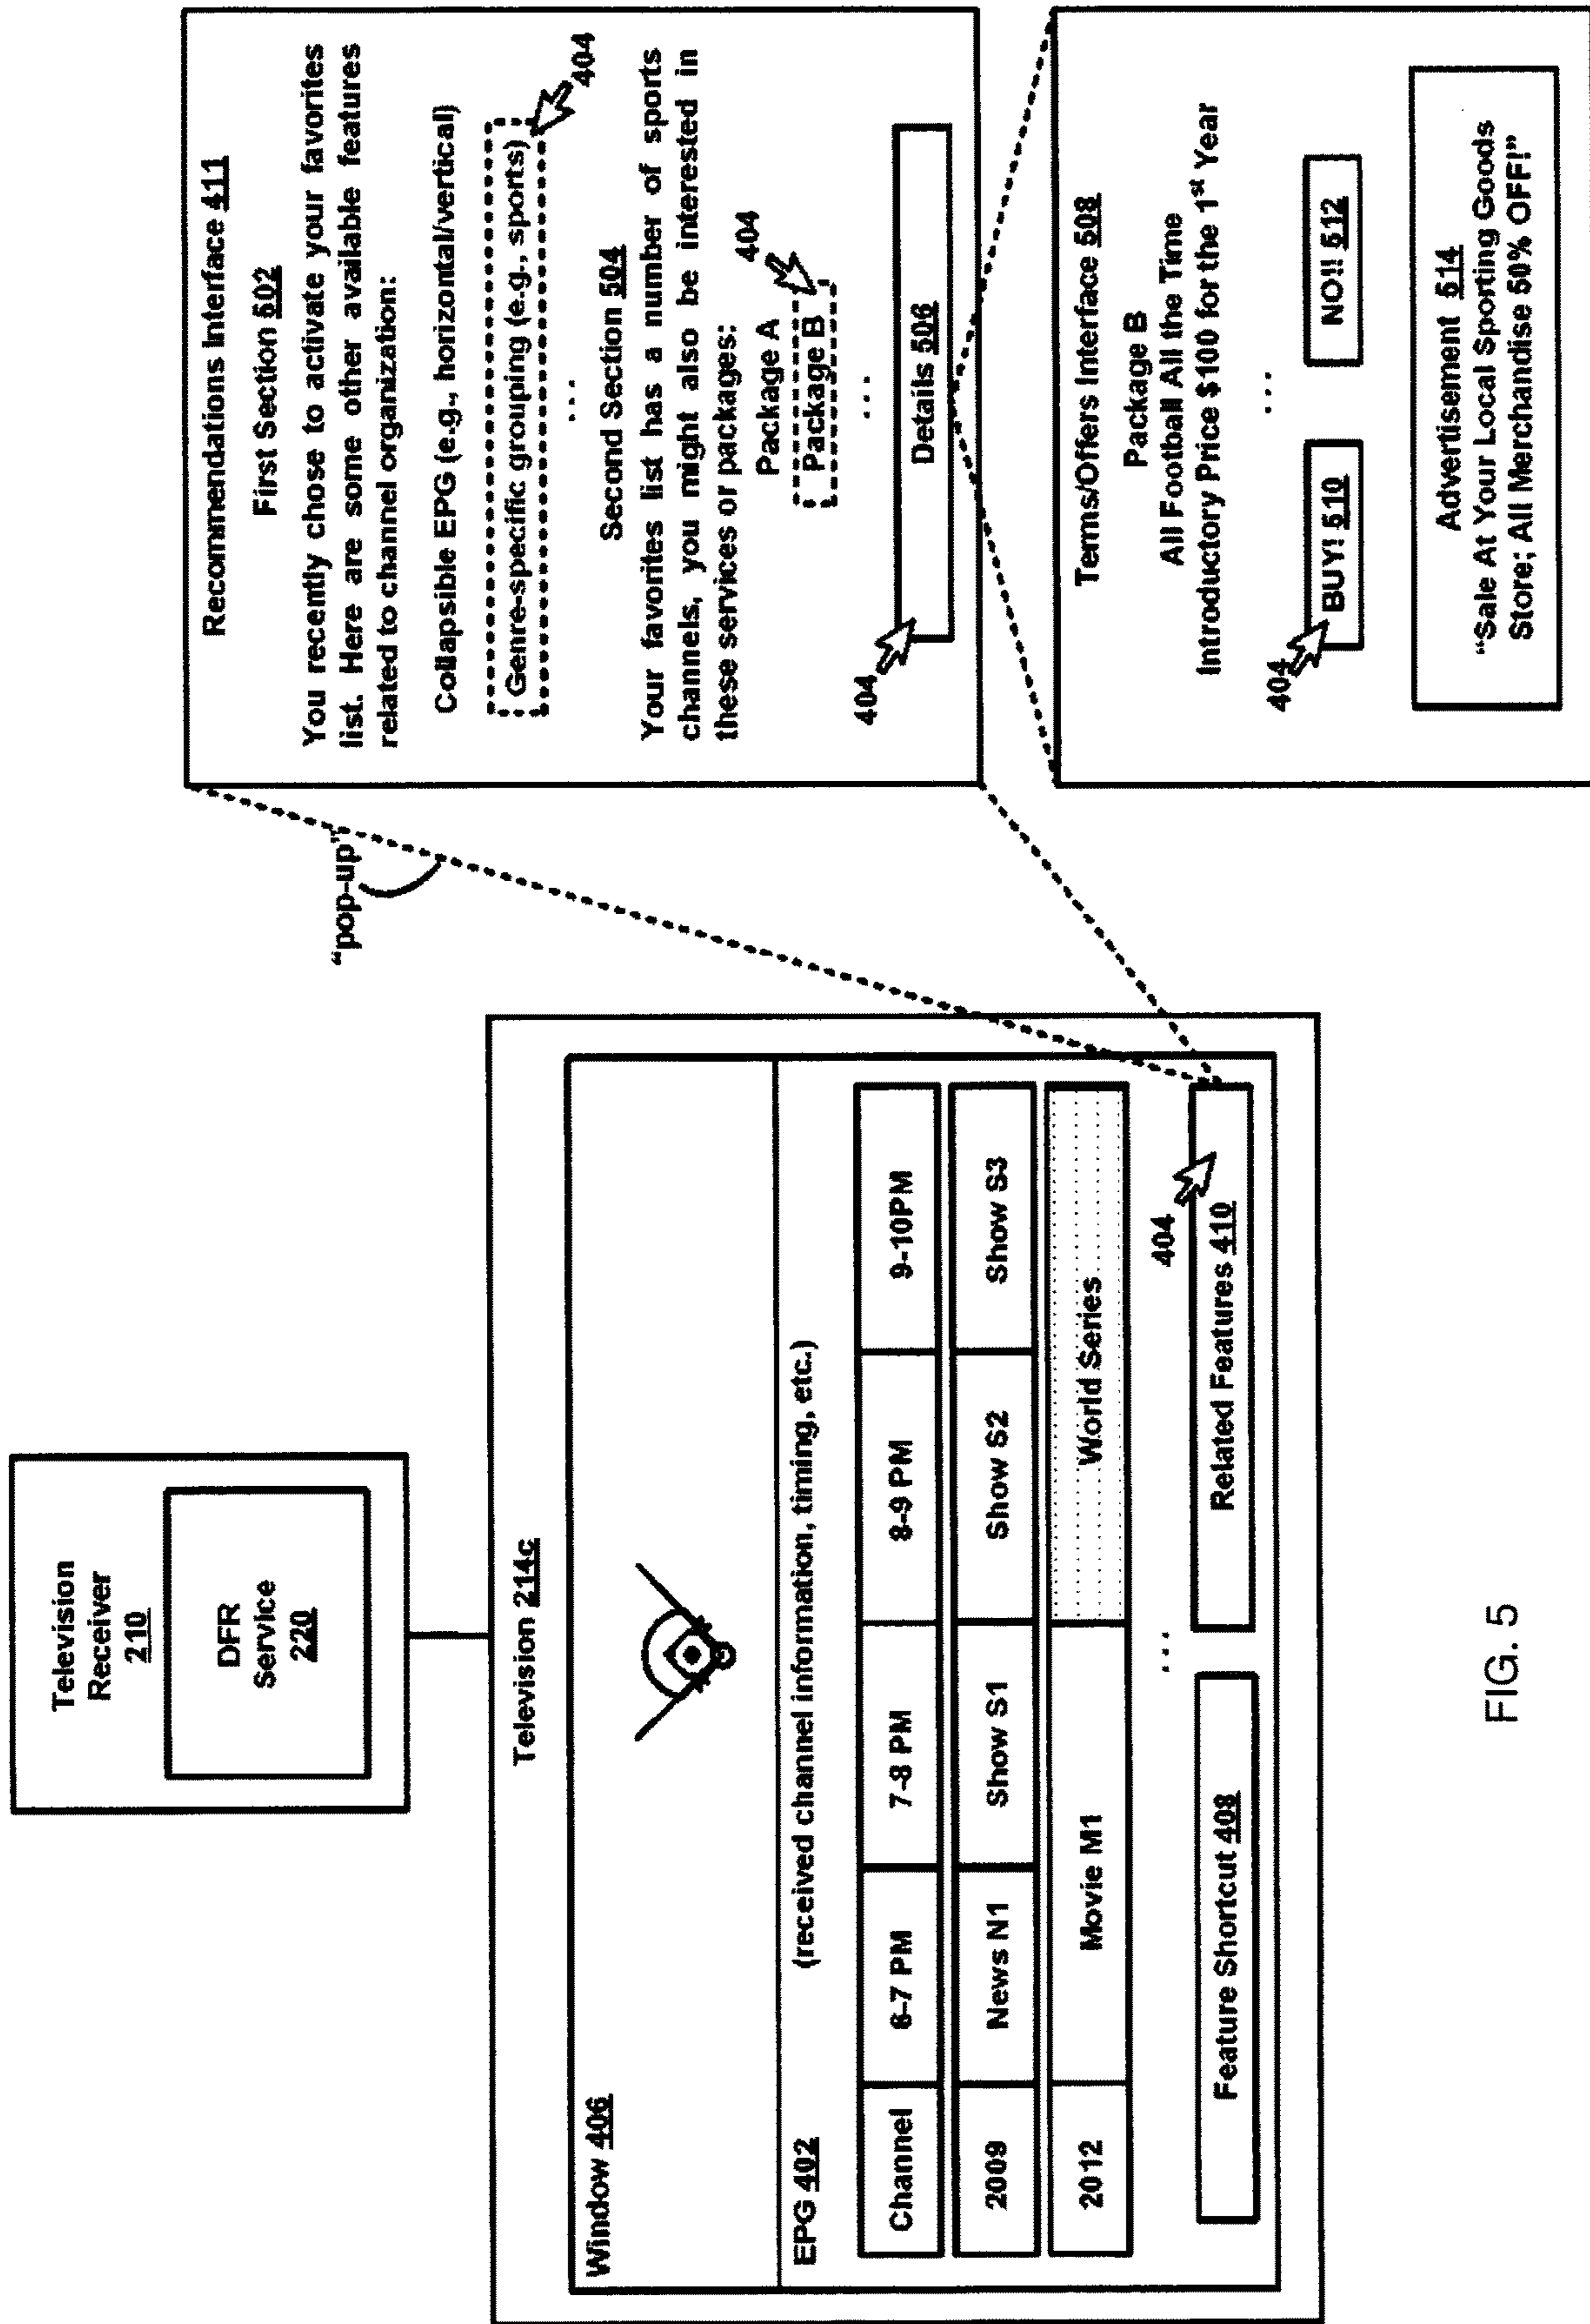 Television
Receiver
210
DFR
Service
220
Television 214c
Window 406
EPG 402
(received channel information, timing, etc.)
Channel
6-7 PM
7-8 PM
8-9 PM
9-10PM
2009
News N1
Show S1
Show S2
Show S3
2012
Movie M1
World Series
...
404
Feature Shortcut 408
Related Features 410
"pop-up"
Recommendations Interface 411
First Section 502
You recently chose to activate your favorites
list. Here are some other available features
related to channel organization:
Collapsible EPG (e.g., horizontal/vertical)
Genre-specific grouping (e.g., sports)
404
...
Second Section 504
Your favorites list has a number of sports
channels, you might also be interested in
these services or packages:
Package A
404
Package B
...
404
Details 506
Terms/Offers Interface 508
Package B
All Football All the Time
Introductory Price $100 for the 1st Year
...
404
BUY! 510
NO!! 512
Advertisement 514
"Sale At Your Local Sporting Goods
Store; All Merchandise 50% OFF!"
FIG. 5